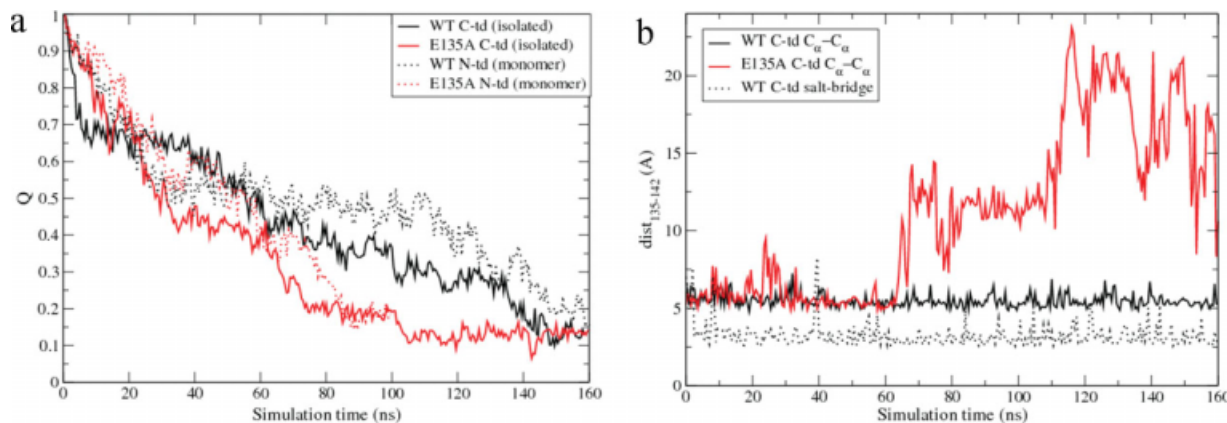 a
WT C-td (isolated)
E135A C-td (isolated)
WT N-td (monomer)
E135A N-td (monomer)
1
0.9
0.8
0.7
0.6
0.5
0.4
0.3
0.2
0.1
0
Q
0 20 40 60 80 100 120 140 160
Simulation time (ns)
b
WT C-td Cα−Cα
E135A C-td Cα−Cα
WT C-td salt-bridge
20
15
10
5
0
dist135-142 (A)
0 20 40 60 80 100 120 140 160
Simulation time (ns)